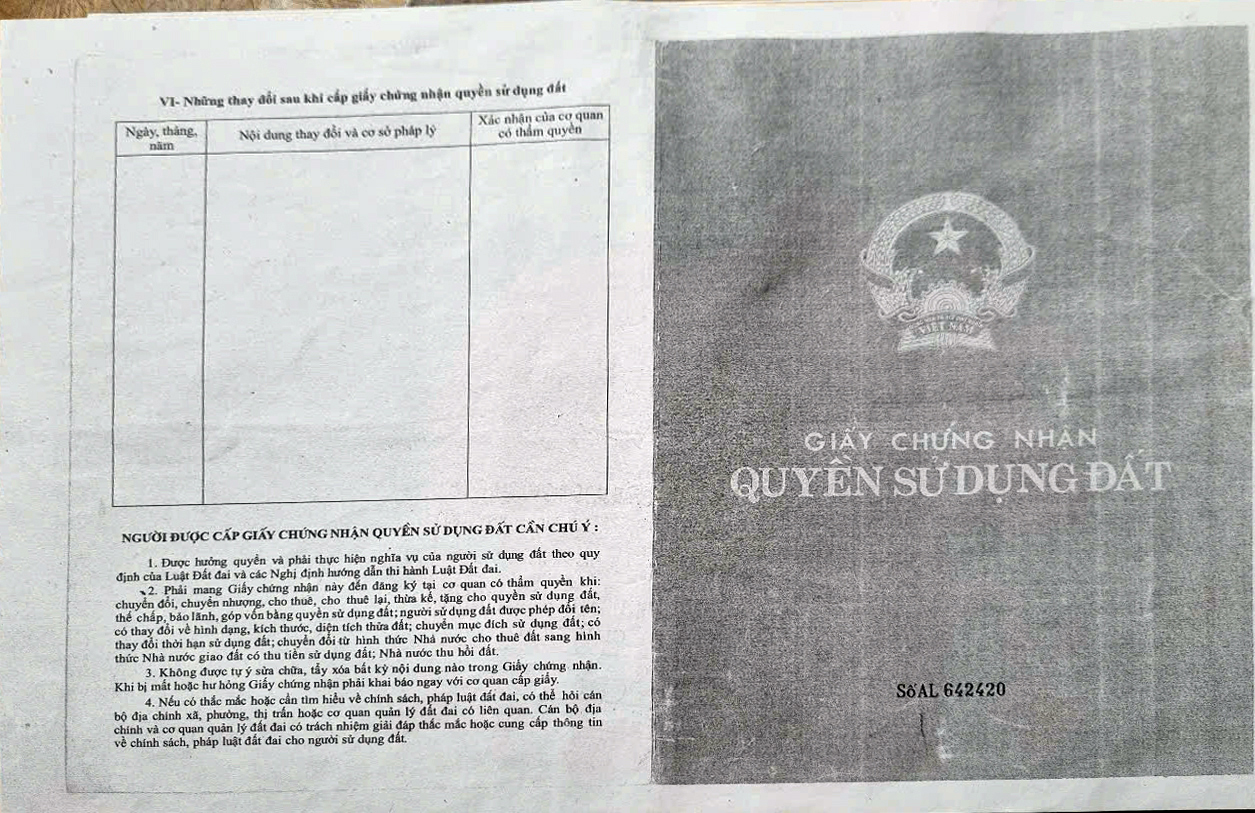 VI- Những thay đổi sau khi cấp giấy chứng nhận quyền sử dụng đất
Ngày, tháng, năm
Nội dung thay đổi và cơ sở pháp lý
Xác nhận của cơ quan có thẩm quyền
NGƯỜI ĐƯỢC CẤP GIẤY CHỨNG NHẬN QUYỀN SỬ DỤNG ĐẤT CẦN CHÚ Ý :
1. Được hưởng quyền và phải thực hiện nghĩa vụ của người sử dụng đất theo quy
định của Luật Đất đai và các Nghị định hướng dẫn thi hành Luật Đất đai.
2. Phải mang Giấy chứng nhận này đến đăng ký tại cơ quan có thẩm quyền khi:
chuyển đổi, chuyển nhượng, cho thuê, cho thuê lại, thừa kế, tặng cho quyền sử dụng đất,
thế chấp, bảo lãnh, góp vốn bằng quyền sử dụng đất; người sử dụng đất được phép đổi tên;
có thay đổi về hình dạng, kích thước, diện tích thửa đất; chuyển mục đích sử dụng đất; có
thay đổi thời hạn sử dụng đất; chuyển đổi từ hình thức Nhà nước cho thuê đất sang hình
thức Nhà nước giao đất có thu tiền sử dụng đất; Nhà nước thu hồi đất.
3. Không được tự ý sửa chữa, tẩy xóa bất kỳ nội dung nào trong Giấy chứng nhận.
Khi bị mất hoặc hư hỏng Giấy chứng nhận phải khai báo ngay với cơ quan cấp giấy.
4. Nếu có thắc mắc hoặc cần tìm hiểu về chính sách, pháp luật đất đai, có thể hỏi cán
bộ địa chính xã, phường, thị trấn hoặc cơ quan quản lý đất đai có liên quan. Cán bộ địa
chính và cơ quan quản lý đất đai có trách nhiệm giải đáp thắc mắc hoặc cung cấp thông tin
về chính sách, pháp luật đất đai cho người sử dụng đất.
VIỆT NAM
GIẤY CHỨNG NHẬN
QUYỀN SỬ DỤNG ĐẤT
Số AL 642420